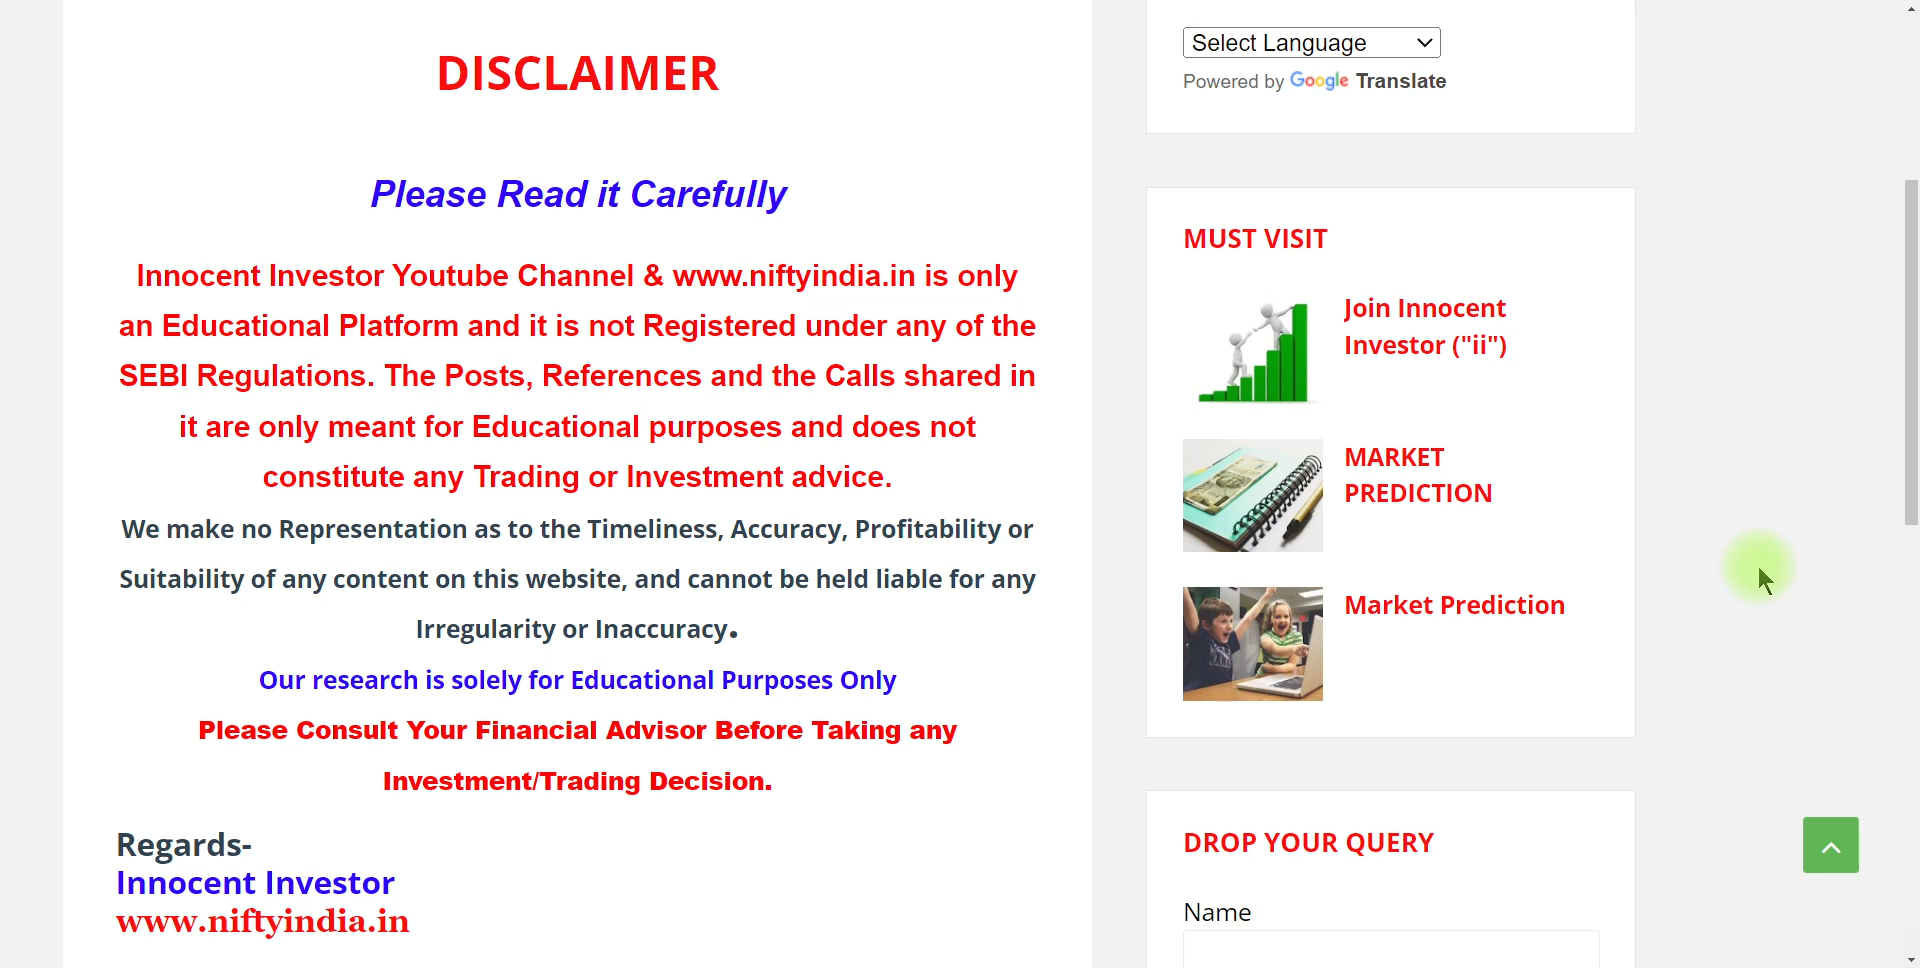 DISCLAIMER
Please Read it Carefully
Innocent Investor Youtube Channel & www.niftyindia.in is only
an Educational Platform and it is not Registered under any of the
SEBI Regulations. The Posts, References and the Calls shared in
it are only meant for Educational purposes and does not
constitute any Trading or Investment advice.
We make no Representation as to the Timeliness, Accuracy, Profitability or
Suitability of any content on this website, and cannot be held liable for any
Irregularity or Inaccuracy.
Our research is solely for Educational Purposes Only
Please Consult Your Financial Advisor Before Taking any
Investment/Trading Decision.
Regards-
Innocent Investor
www.niftyindia.in
Select Language
Powered by Google Translate
MUST VISIT
Join Innocent
Investor ("ii")
MARKET
PREDICTION
Market Prediction
DROP YOUR QUERY
Name